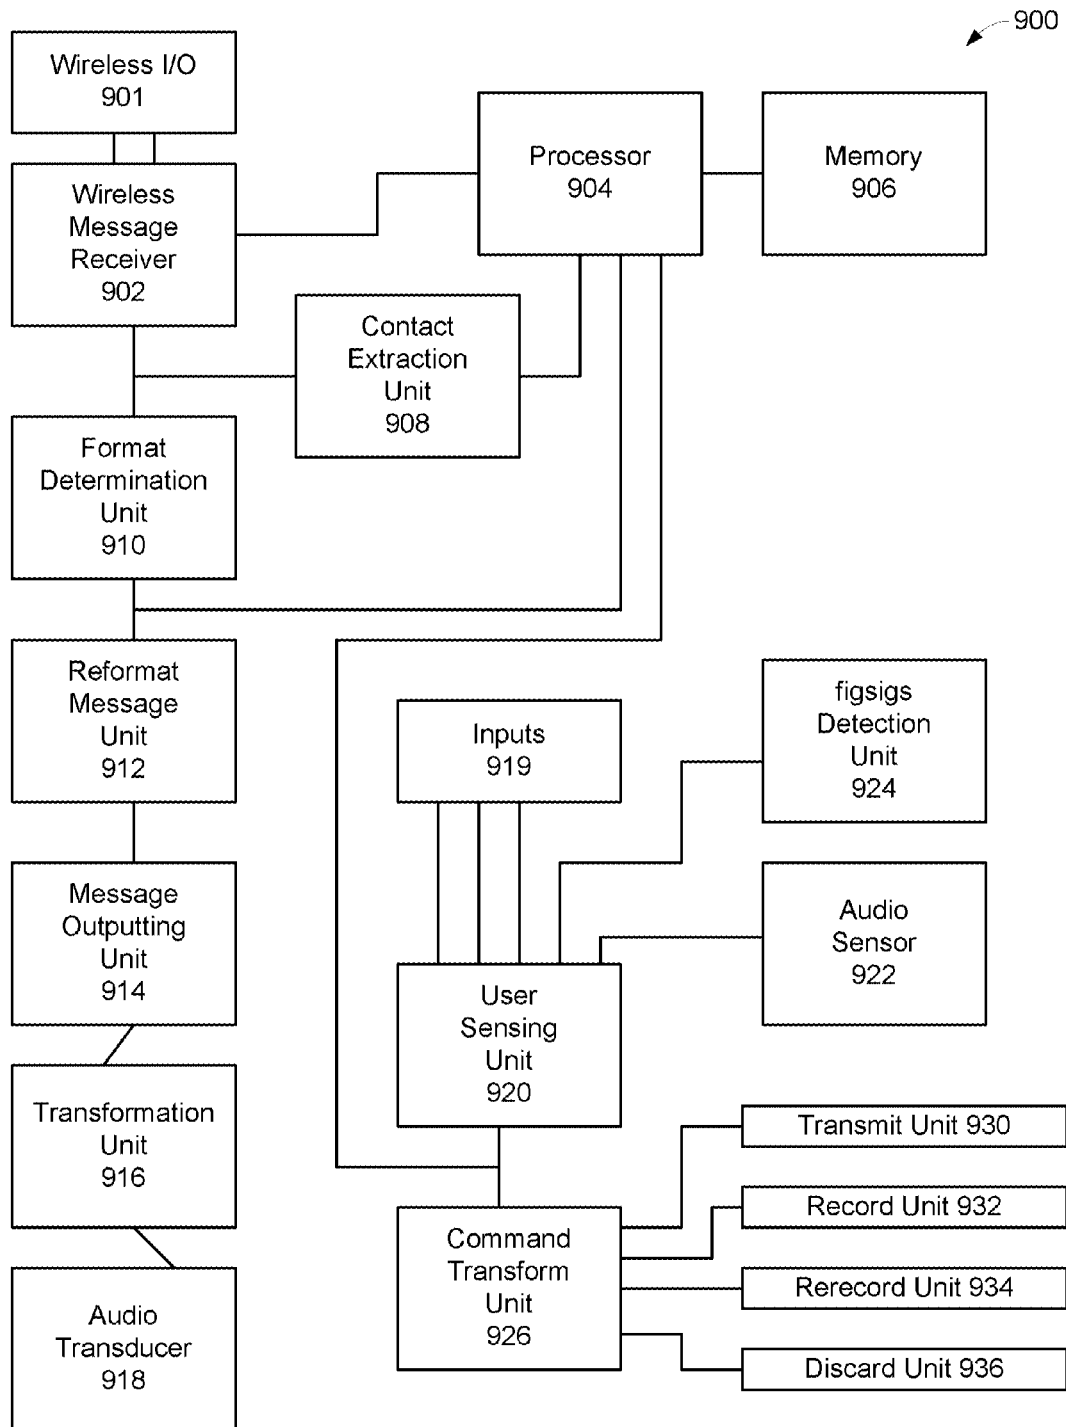 900
Wireless I/O
901
Wireless
Message
Receiver
902
Processor
904
Memory
906
Contact
Extraction
Unit
908
Format
Determination
Unit
910
Reformat
Message
Unit
912
Inputs
919
figsigs
Detection
Unit
924
Message
Outputting
Unit
914
Audio
Sensor
922
User
Sensing
Unit
920
Transformation
Unit
916
Transmit Unit 930
Record Unit 932
Command
Transform
Unit
926
Rerecord Unit 934
Discard Unit 936
Audio
Transducer
918